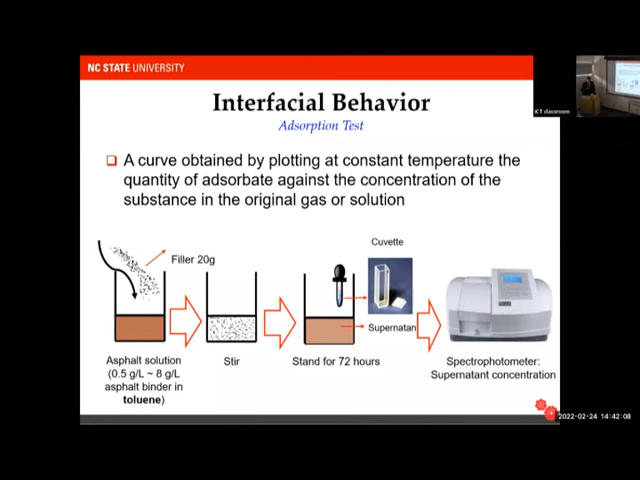 NC STATE UNIVERSITY
Interfacial Behavior
Adsorption Test
A curve obtained by plotting at constant temperature the
quantity of adsorbate against the concentration of the
substance in the original gas or solution
ICT classroom
Filler 20g
Cuvette
Supernatan
Asphalt solution
(0.5 g/L ~ 8 g/L
asphalt binder in
toluene)
Stir
Stand for 72 hours
Spectrophotometer:
Supernatant concentration
2022-02-24 14:42:08